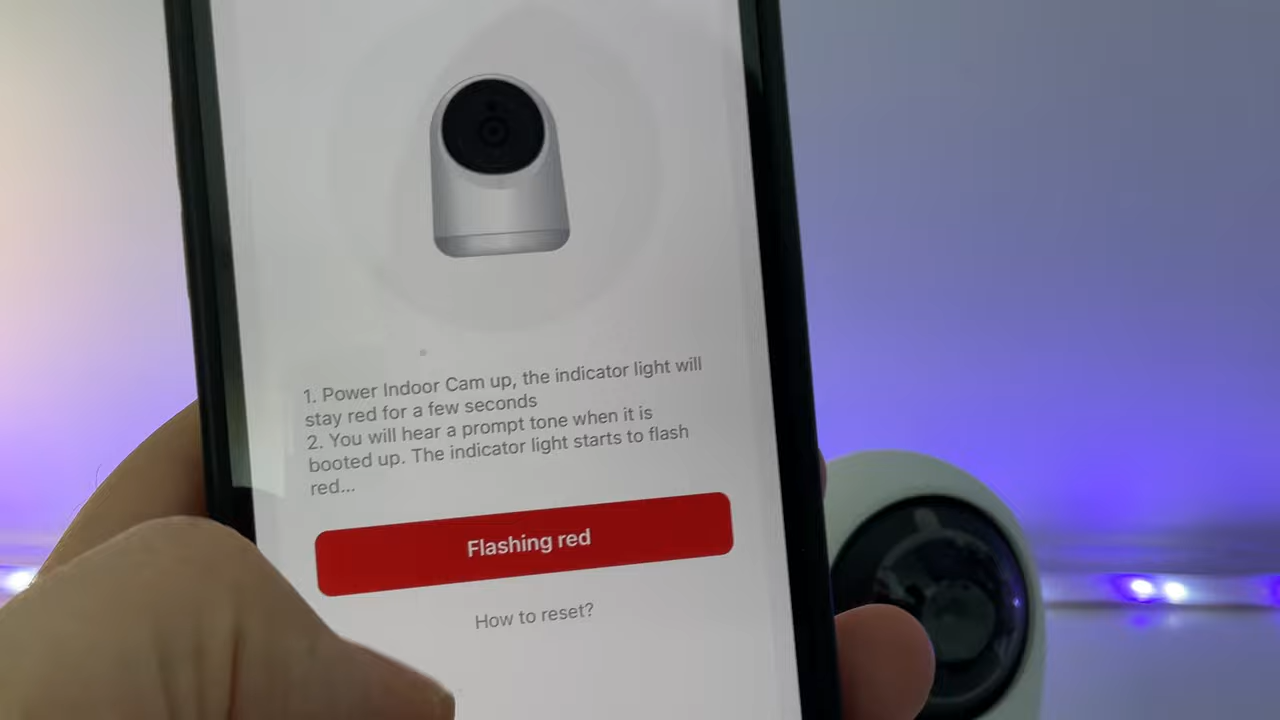 1. Power Indoor Cam up, the indicator light will
stay red for a few seconds
2. You will hear a prompt tone when it is
booted up. The indicator light starts to flash
red...
Flashing red
How to reset?